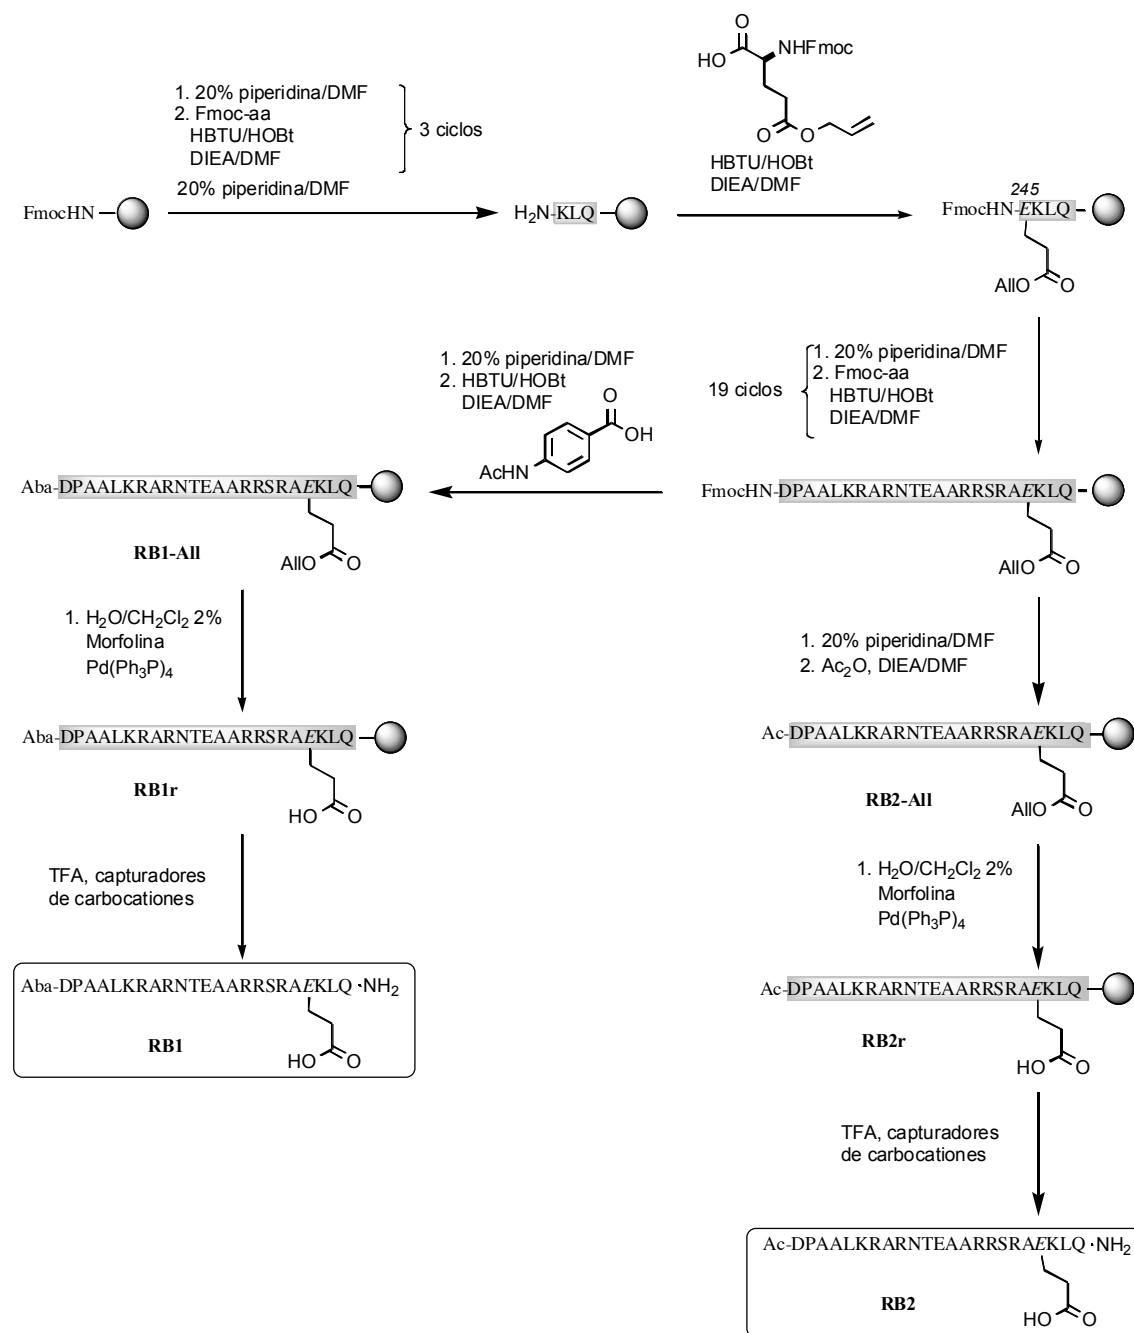 O
HO
NHFmoc
O
O
HBTU/HOBt
DIEA/DMF
1. 20% piperidina/DMF
2. Fmoc-aa
HBTU/HOBt
DIEA/DMF
3 ciclos
20% piperidina/DMF
FmocHN
H2N-KLQ
245
FmocHN-EKLQ
AllO
O
1. 20% piperidina/DMF
2. HBTU/HOBt
DIEA/DMF
O
OH
AcHN
19 ciclos
1. 20% piperidina/DMF
2. Fmoc-aa
HBTU/HOBt
DIEA/DMF
Aba-DPAALKRARNTEAARRSRAEKLQ
AllO
O
RB1-All
FmocHN-DPAALKRARNTEAARRSRAEKLQ
AllO
O
1. H2O/CH2Cl2 2%
Morfolina
Pd(Ph3P)4
1. 20% piperidina/DMF
2. Ac2O, DIEA/DMF
Aba-DPAALKRARNTEAARRSRAEKLQ
RB1r
HO
O
Ac-DPAALKRARNTEAARRSRAEKLQ
RB2-All
AllO
O
TFA, capturadores
de carbocationes
1. H2O/CH2Cl2 2%
Morfolina
Pd(Ph3P)4
Aba-DPAALKRARNTEAARRSRAEKLQ·NH2
RB1
HO
O
Ac-DPAALKRARNTEAARRSRAEKLQ
RB2r
HO
O
TFA, capturadores
de carbocationes
Ac-DPAALKRARNTEAARRSRAEKLQ·NH2
RB2
HO
O